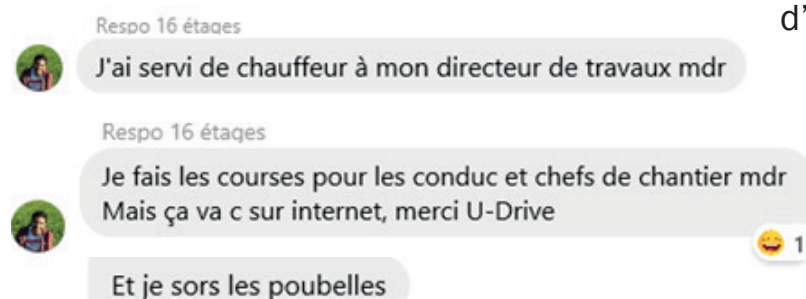 d'
Respo 16 étages
J'ai servi de chauffeur à mon directeur de travaux mdr
Respo 16 étages
Je fais les courses pour les conduc et chefs de chantier mdr
Mais ça va c sur internet, merci U-Drive
1
Et je sors les poubelles